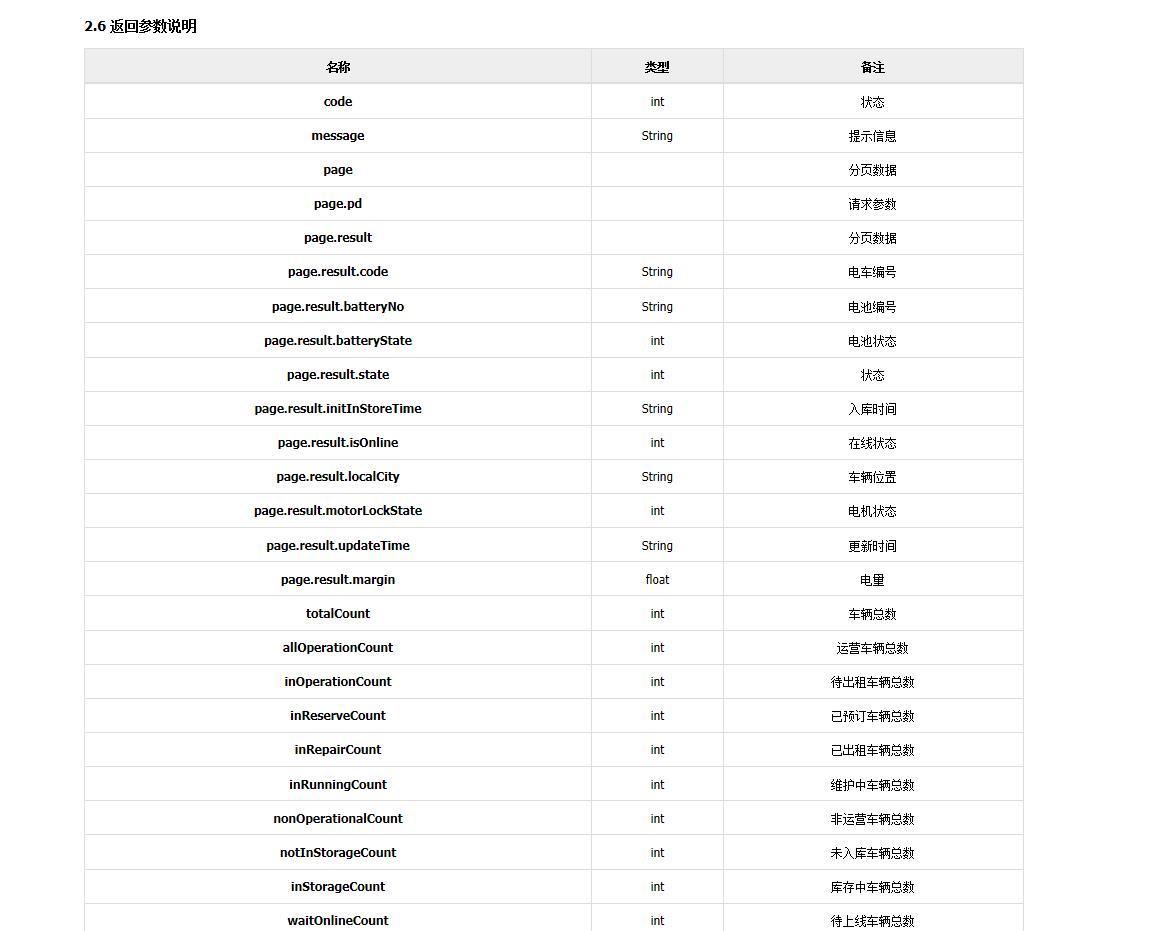 2.6 返回参数说明
名称 类型 备注
code int 状态
message String 提示信息
page 分页数据
page.pd 请求参数
page.result 分页数据
page.result.code String 电车编号
page.result.batteryNo String 电池编号
page.result.batteryState int 电池状态
page.result.state int 状态
page.result.initInStoreTime String 入库时间
page.result.isOnline int 在线状态
page.result.localCity String 车辆位置
page.result.motorLockState int 电机状态
page.result.updateTime String 更新时间
page.result.margin float 电量
totalCount int 车辆总数
allOperationCount int 运营车辆总数
inOperationCount int 待出租车辆总数
inReserveCount int 已预订车辆总数
inRepairCount int 已出租车辆总数
inRunningCount int 维护中车辆总数
nonOperationalCount int 非运营车辆总数
notInStorageCount int 未入库车辆总数
inStorageCount int 库存中车辆总数
waitOnlineCount int 待上线车辆总数